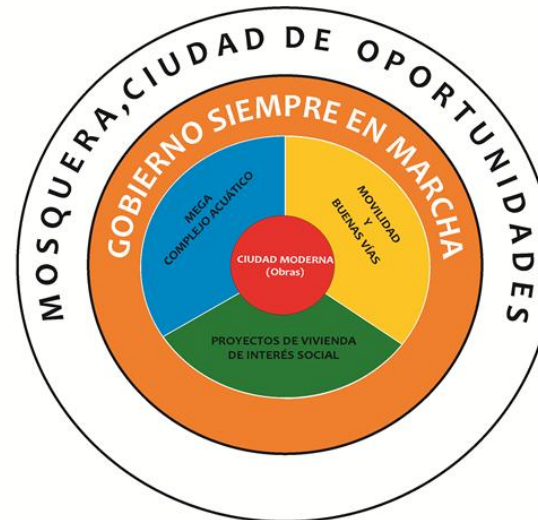 MOSQUERA,CIUDAD DE OPORTUNIDADES
GOBIERNO SIEMPRE EN MARCHA
MEGA
COMPLEJO ACUÁTICO
MOVILIDAD
Y
BUENAS VÍAS
CIUDAD MODERNA
(Obras)
PROYECTOS DE VIVIENDA
DE INTERÉS SOCIAL